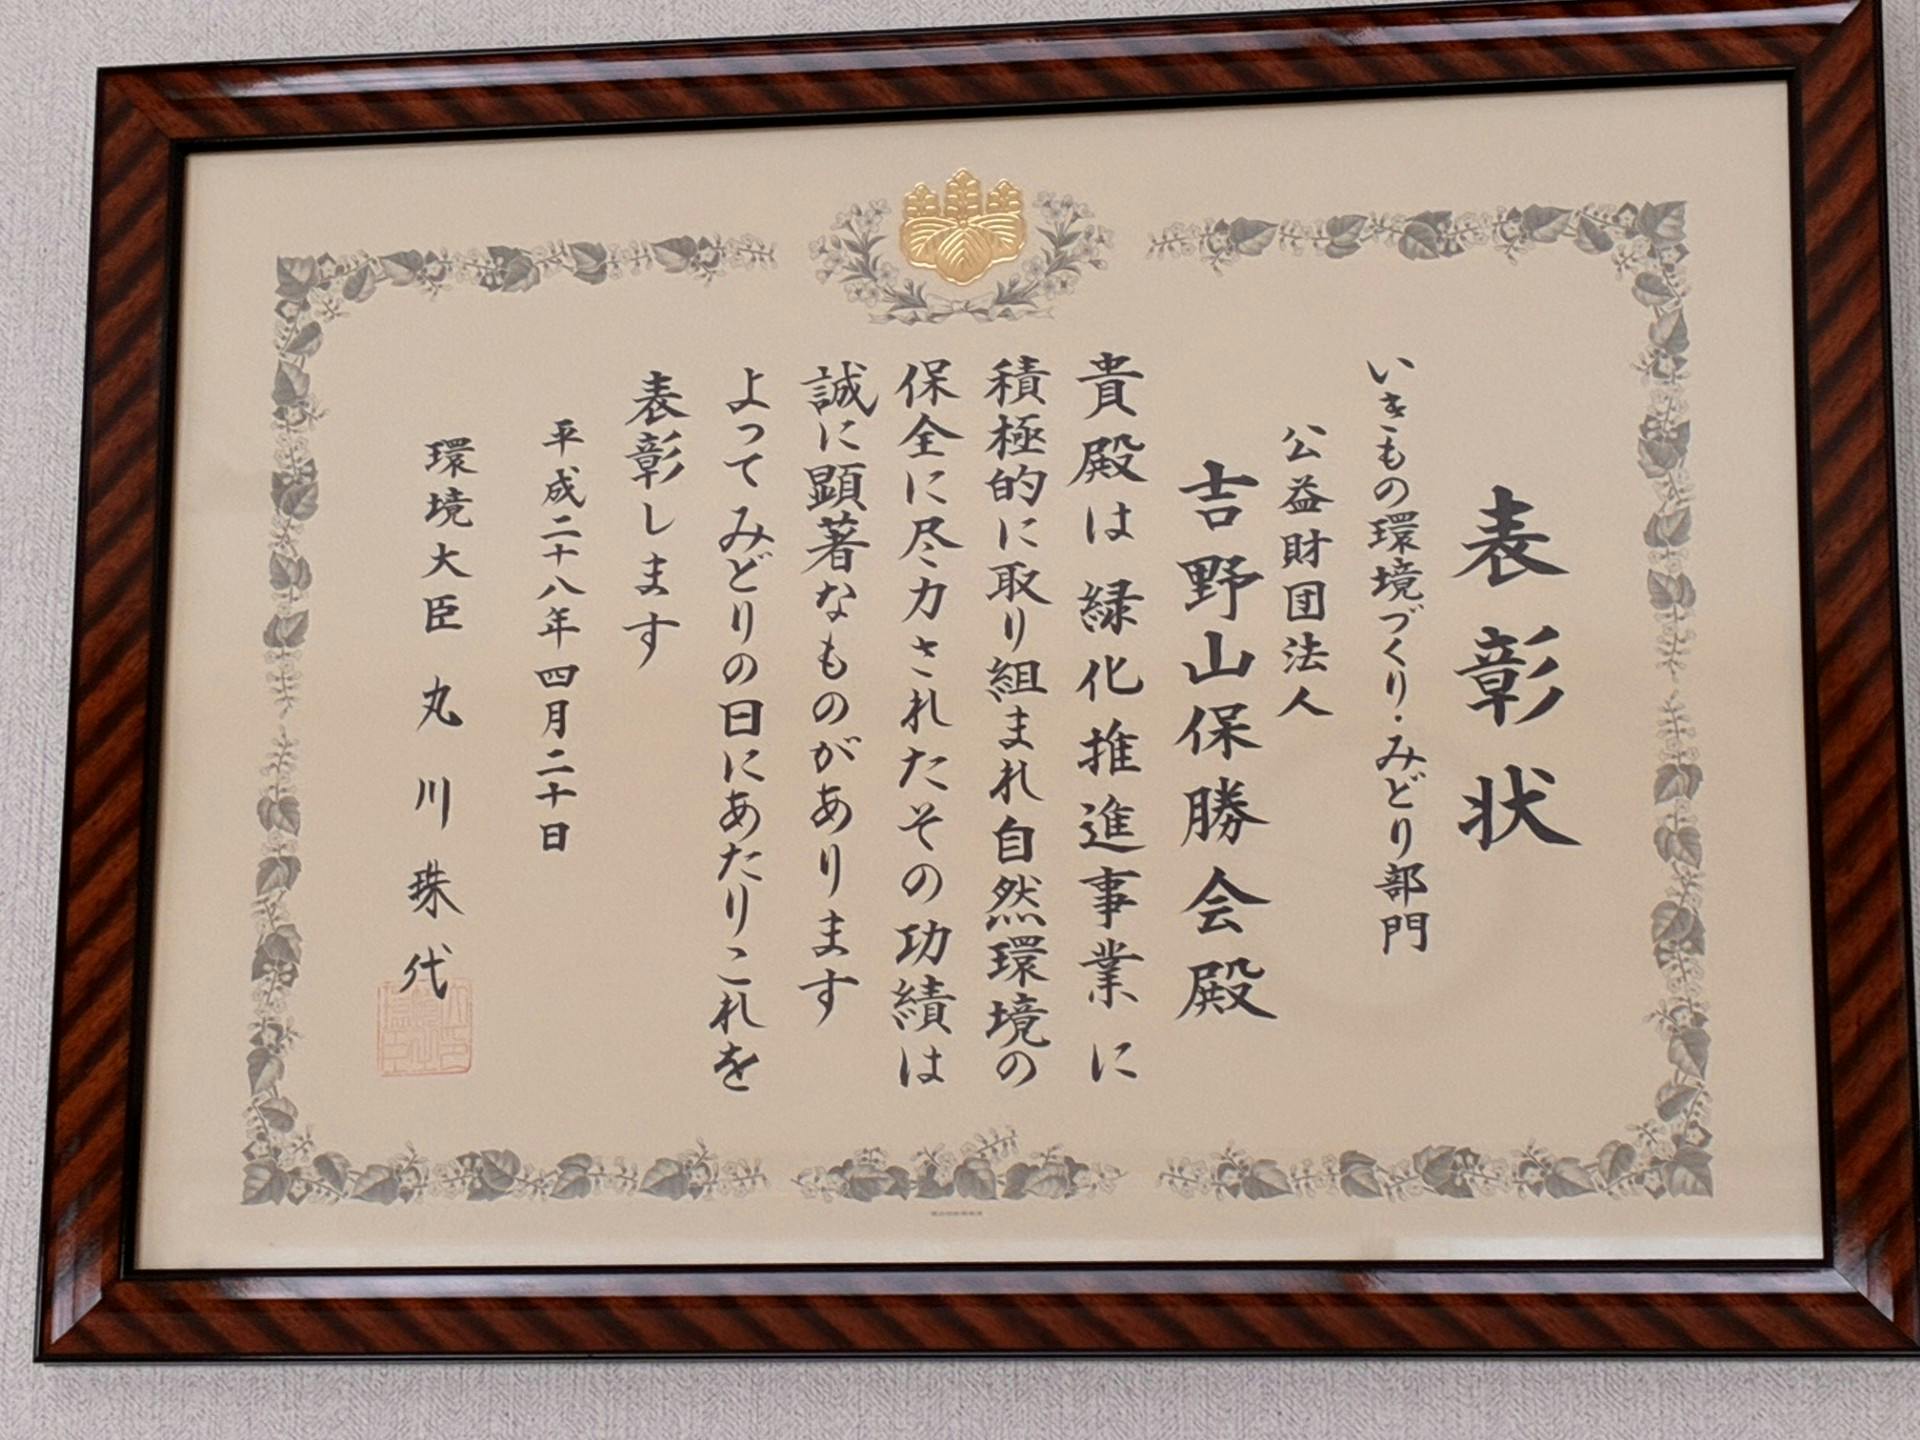 表彰状
いきもの環境づくり・みどり部門
公益財団法人
吉野山保勝会殿
貴殿は緑化推進事業に
積極的に取り組まれ自然環境の
保全に尽力されたその功績は
誠に顕著なものがあります
よってみどりの日にあたりこれを
表彰します
平成二十八年四月二十日
環境大臣 丸川珠代